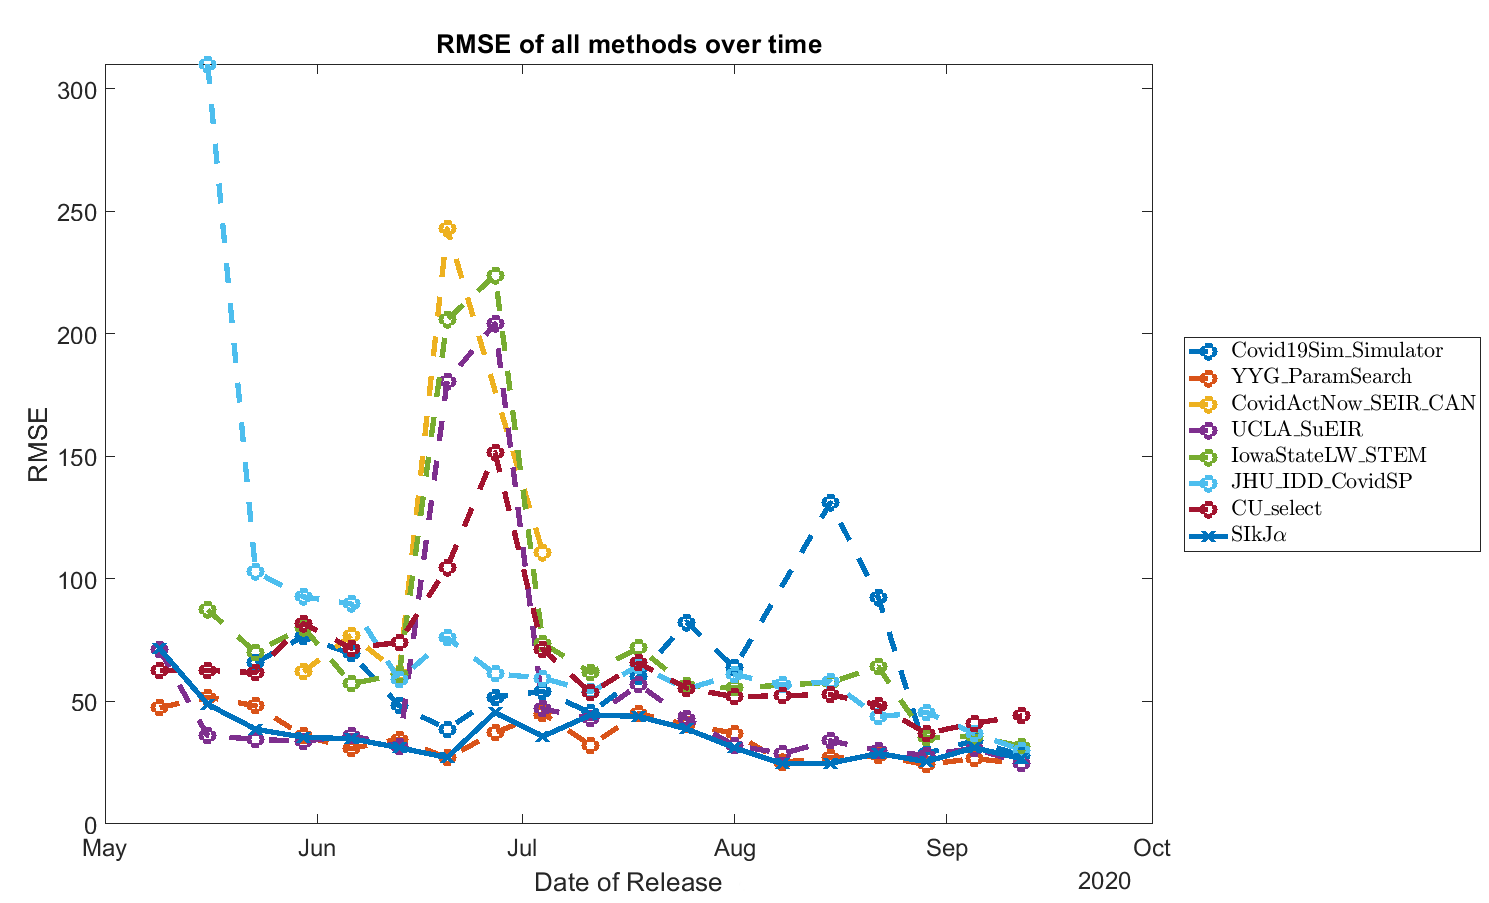 RMSE of all methods over time
300
250
200
150
100
50
0
RMSE
May
Jun
Jul
Aug
Sep
Oct
Date of Release
2020
Covid19Sim_Simulator
YYG_ParamSearch
CovidActNow_SEIR_CAN
UCLA_SuEIR
IowaStateLW_STEM
JHU_IDD_CovidSP
CU_select
SIkJα